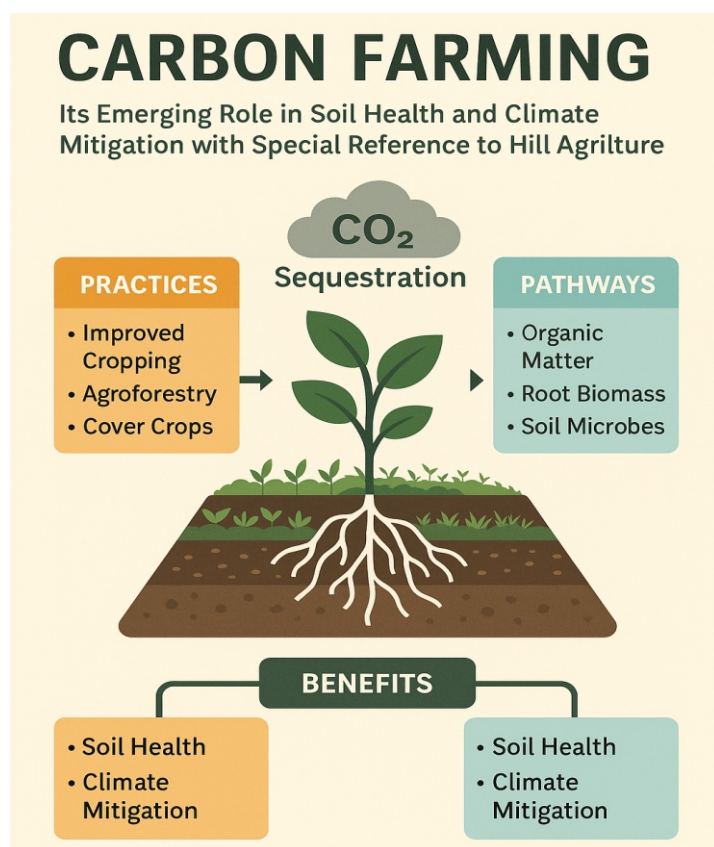 CARBON FARMING
Its Emerging Role in Soil Health and Climate
Mitigation with Special Reference to Hill Agrilture
CO₂
Sequestration
PRACTICES
• Improved
Cropping
• Agroforestry
• Cover Crops
PATHWAYS
• Organic
Matter
• Root Biomass
• Soil Microbes
BENEFITS
• Soil Health
• Climate
Mitigation
• Soil Health
• Climate
Mitigation